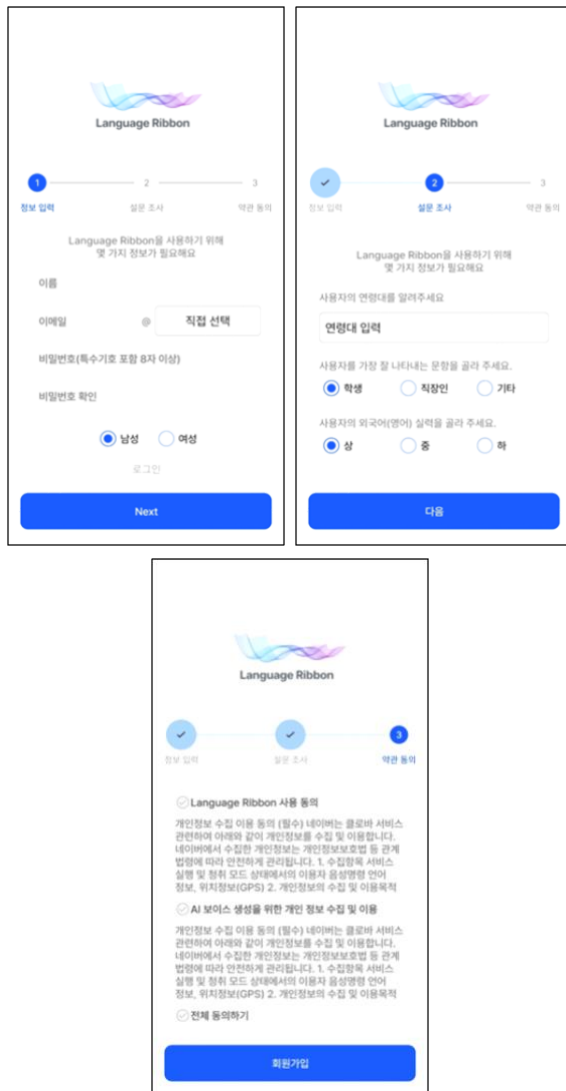 Language Ribbon
1 2 3
정보 입력 설문 조사 약관 동의
Language Ribbon을 사용하기 위해
몇 가지 정보가 필요해요
이름
이메일 @ 직접 선택
비밀번호(특수기호 포함 8자 이상)
비밀번호 확인
남성 여성
로그인
Next
Language Ribbon
2 3
정보 입력 설문 조사 약관 동의
Language Ribbon을 사용하기 위해
몇 가지 정보가 필요해요
사용자의 연령대를 알려주세요
연령대 입력
사용자를 가장 잘 나타내는 문항을 골라 주세요.
학생 직장인 기타
사용자의 외국어(영어) 실력을 골라 주세요.
상 중 하
다음
Language Ribbon
3
정보 입력 설문 조사 약관 동의
Language Ribbon 사용 동의
개인정보 수집 이용 동의 (필수) 네이버는 클로바 서비스
관련하여 아래와 같이 개인정보를 수집 및 이용합니다.
네이버에서 수집한 개인정보는 개인정보보호법 등 관계
법령에 따라 안전하게 관리됩니다. 1. 수집항목 서비스
실행 및 청취 모드 상태에서의 이용자 음성명령 언어
정보, 위치정보(GPS) 2. 개인정보의 수집 및 이용목적
AI 보이스 생성을 위한 개인 정보 수집 및 이용
개인정보 수집 이용 동의 (필수) 네이버는 클로바 서비스
관련하여 아래와 같이 개인정보를 수집 및 이용합니다.
네이버에서 수집한 개인정보는 개인정보보호법 등 관계
법령에 따라 안전하게 관리됩니다. 1. 수집항목 서비스
실행 및 청취 모드 상태에서의 이용자 음성명령 언어
정보, 위치정보(GPS) 2. 개인정보의 수집 및 이용목적
전체 동의하기
회원가입